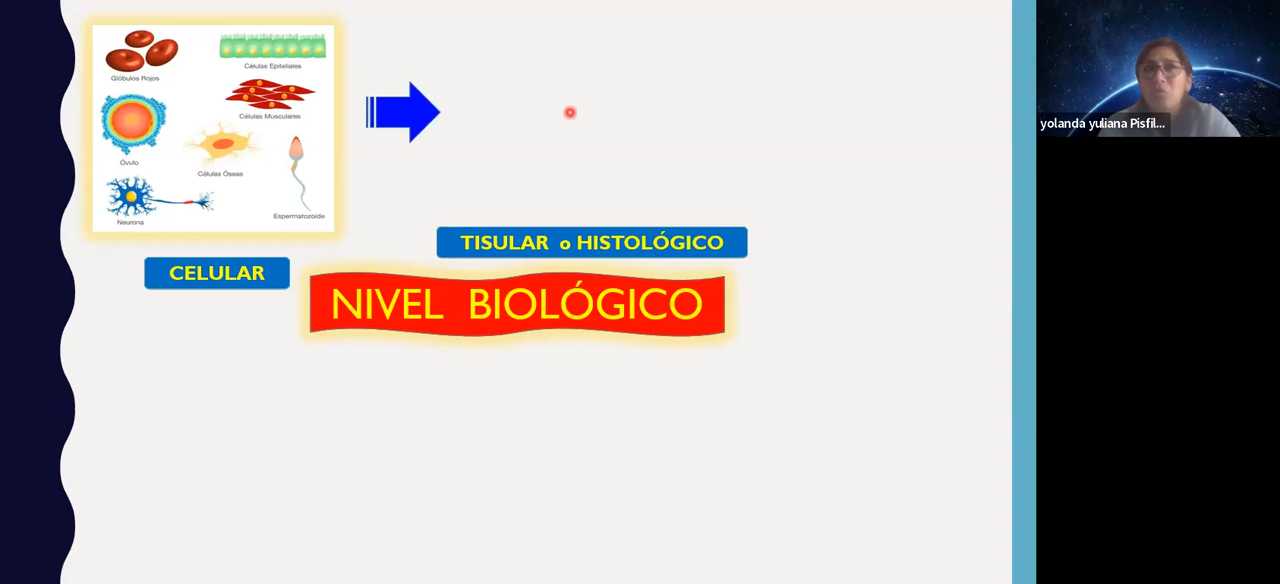 Glóbulos Rojos
Células Epiteliales
Células Musculares
Óvulo
Células Óseas
Neurona
Espermatozoide
CELULAR
TISULAR o HISTOLÓGICO
NIVEL BIOLÓGICO
yolanda yuliana Pisfil...